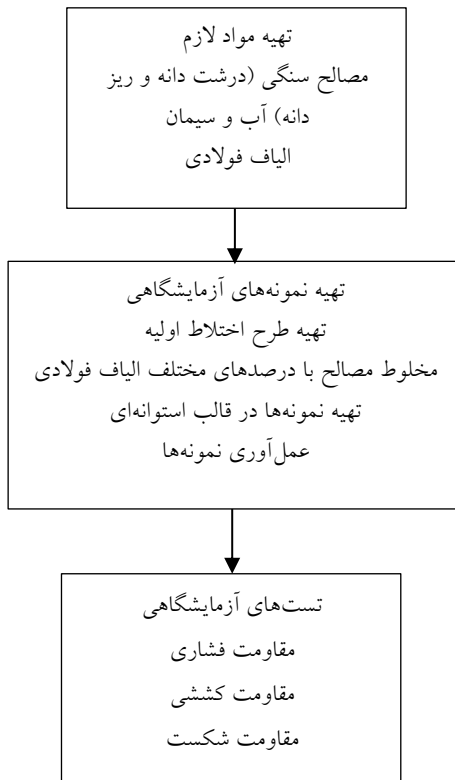 تهیه مواد لازم
مصالح سنگی (درشت دانه و ریز
دانه) آب و سیمان
الیاف فولادی
تهیه نمونه‌های آزمایشگاهی
تهیه طرح اختلاط اولیه
مخلوط مصالح با درصدهای مختلف الیاف فولادی
تهیه نمونه‌ها در قالب استوانه‌ای
عمل‌آوری نمونه‌ها
تست‌های آزمایشگاهی
مقاومت فشاری
مقاومت کششی
مقاومت شکست